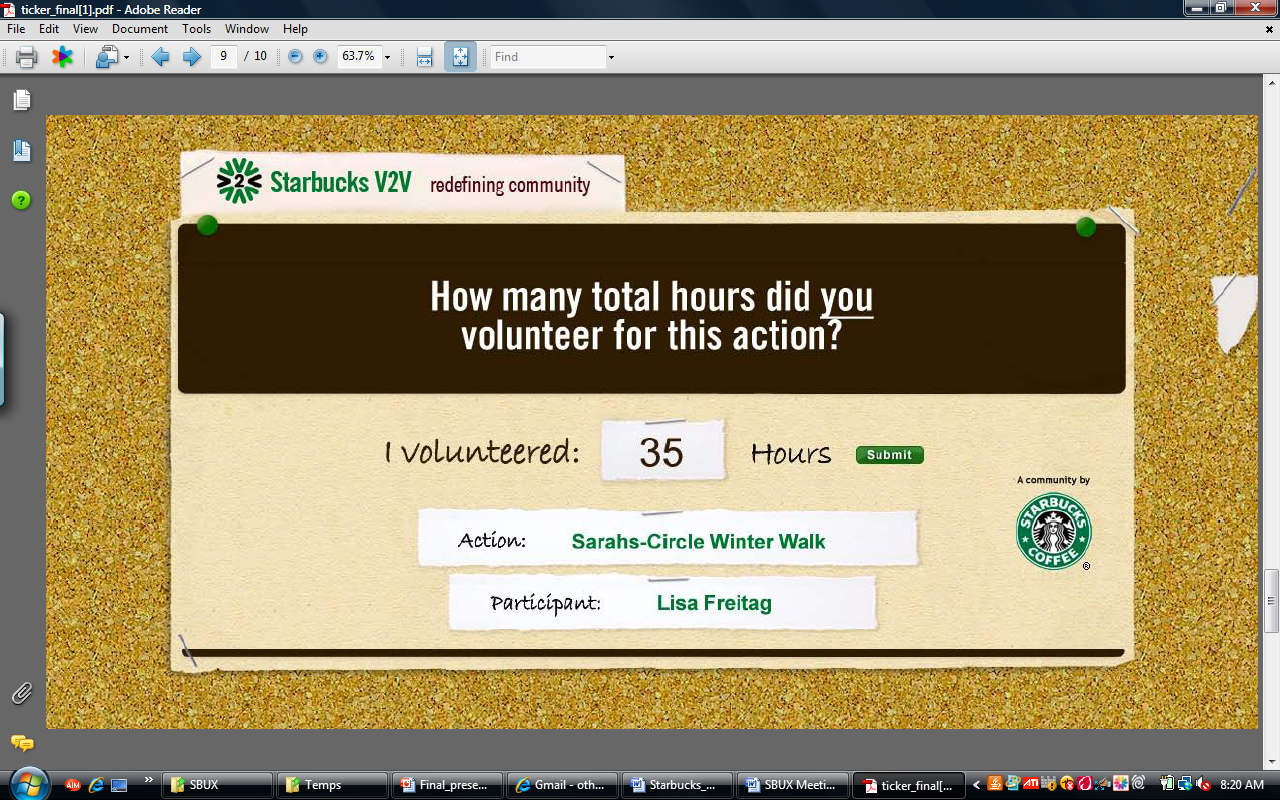 ticker_final[1].pdf - Adobe Reader
File Edit View Document Tools Window Help
9 / 10 63.7% Find
>2< Starbucks V2V redefining community
How many total hours did you
volunteer for this action?
I volunteered: 35 Hours Submit
A community by
STARBUCKS
COFFEE
®
Action: Sarahs-Circle Winter Walk
Participant: Lisa Freitag
AIM » SBUX Temps Final_prese... Gmail - oth... Starbucks_... SBUX Meeti... ticker_final[... < ATI 8:20 AM